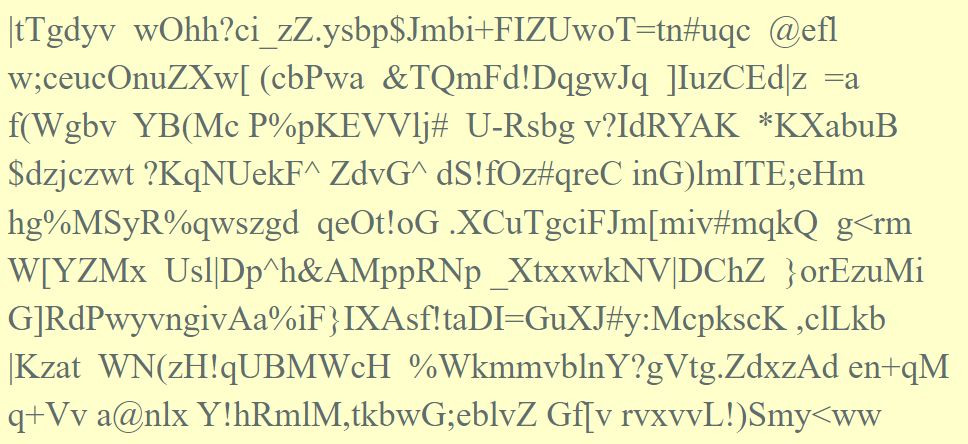 |tTgdyv  wOhh?ci_zZ.ysbp$Jmbi+FIZUwoT=tn#uqc  @efl
w;ceucOnuZXw[ (cbPwa  &TQmFd!DqgwJq  ]IuzCEd|z  =a
f(Wgbv  YB(Mc P%pKEVVlj#  U-Rsbg v?IdRYAK  *KXabuB
$dzjczwt ?KqNUekF^ ZdvG^ dS!fOz#qreC inG)lmITE;eHm
hg%MSyR%qwszgd  qeOt!oG .XCuTgciFJm[miv#mqkQ  g<rm
W[YZMx  Usl|Dp^h&AMppRNp _XtxxwkNV|DChZ  }orEzuMi
G]RdPwyvngivAa%iF}IXAsf!taDI=GuXJ#y:McpkscK ,clLkb
|Kzat  WN(zH!qUBMWcH  %WkmmvblnY?gVtg.ZdxzAd en+qM
q+Vv a@nlx Y!hRmlM,tkbwG;eblvZ Gf[v rvxvvL!)Smy<ww